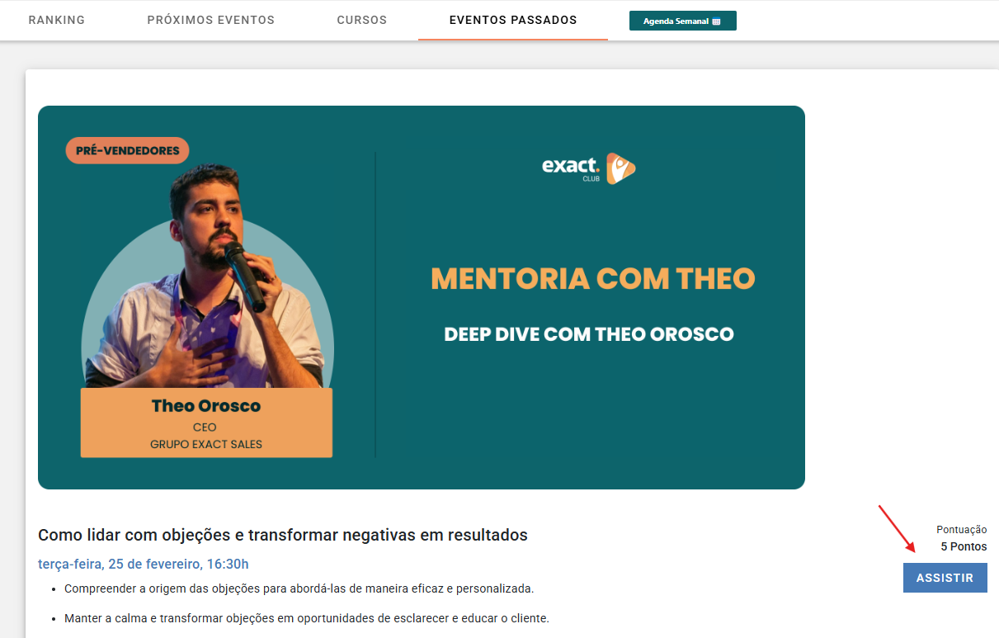 RANKING
PRÓXIMOS EVENTOS
CURSOS
EVENTOS PASSADOS
Agenda Semanal
PRÉ-VENDEDORES
exact.
CLUB
MENTORIA COM THEO
DEEP DIVE COM THEO OROSCO
Theo Orosco
CEO
GRUPO EXACT SALES
Como lidar com objeções e transformar negativas em resultados
terça-feira, 25 de fevereiro, 16:30h
• Compreender a origem das objeções para abordá-las de maneira eficaz e personalizada.
• Manter a calma e transformar objeções em oportunidades de esclarecer e educar o cliente.
Pontuação
5 Pontos
ASSISTIR